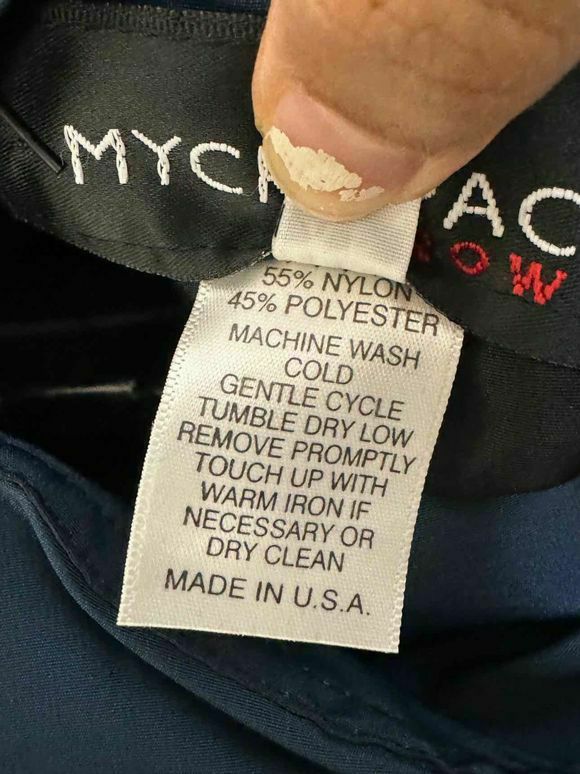 55% NYLON
45% POLYESTER
MACHINE WASH
COLD
GENTLE CYCLE
TUMBLE DRY LOW
REMOVE PROMPTLY
TOUCH UP WITH
WARM IRON IF
NECESSARY OR
DRY CLEAN
MADE IN U.S.A.